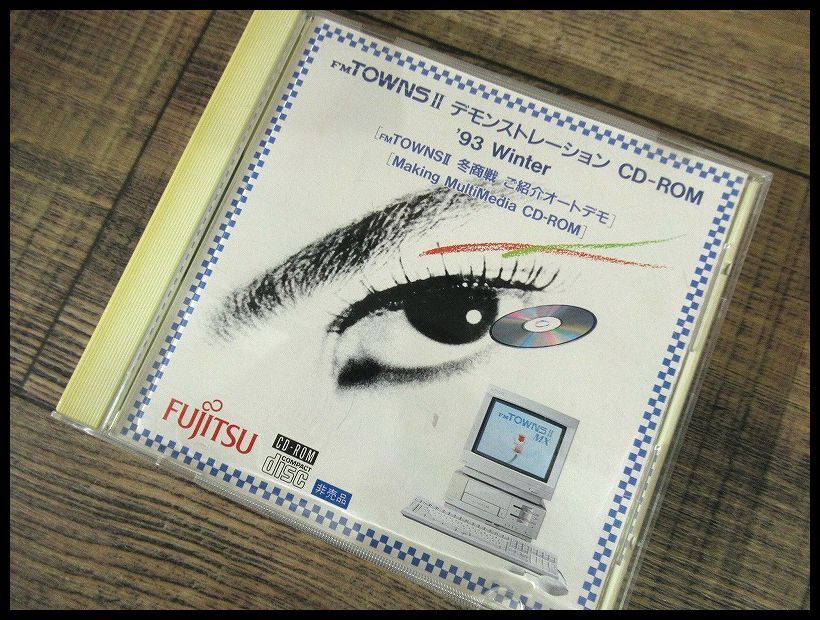 FM TOWNS II デモンストレーション CD-ROM
'93 Winter
[FM TOWNSII 冬商戦 ご紹介オートデモ]
[Making MultiMedia CD-ROM]
FM TOWNS II
MX
FUJITSU
CD-ROM
COMPACT
disc
非売品